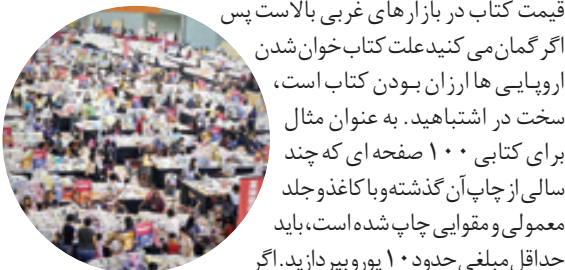 قیمت کتاب در بازارهای غربی بالاست پس
اگر گمان می کنید علت کتاب خوان شدن
اروپایی ها ارزان بودن کتاب است،
سخت در اشتباهید. به عنوان مثال
برای کتابی ۱۰۰ صفحه ای که چند
سالی از چاپ آن گذشته و با کاغذ و جلد
معمولی و مقوایی چاپ شده است، باید
حداقل مبلغی حدود ۱۰ یورو بپردازید. اگر